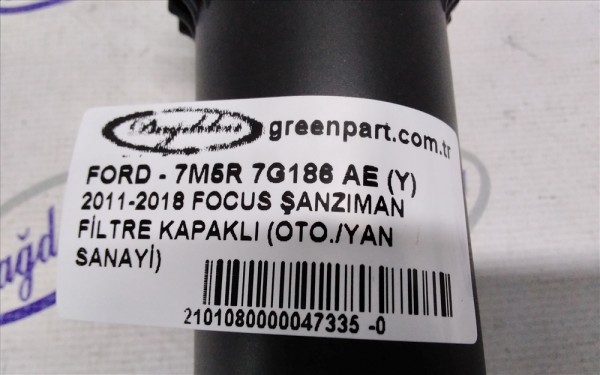 greenpart.com.tr
FORD - 7M5R 7G186 AE (Y)
2011-2018 FOCUS ŞANZIMAN
FİLTRE KAPAKLI (OTO./YAN
SANAYİ)
2101080000047335 -0